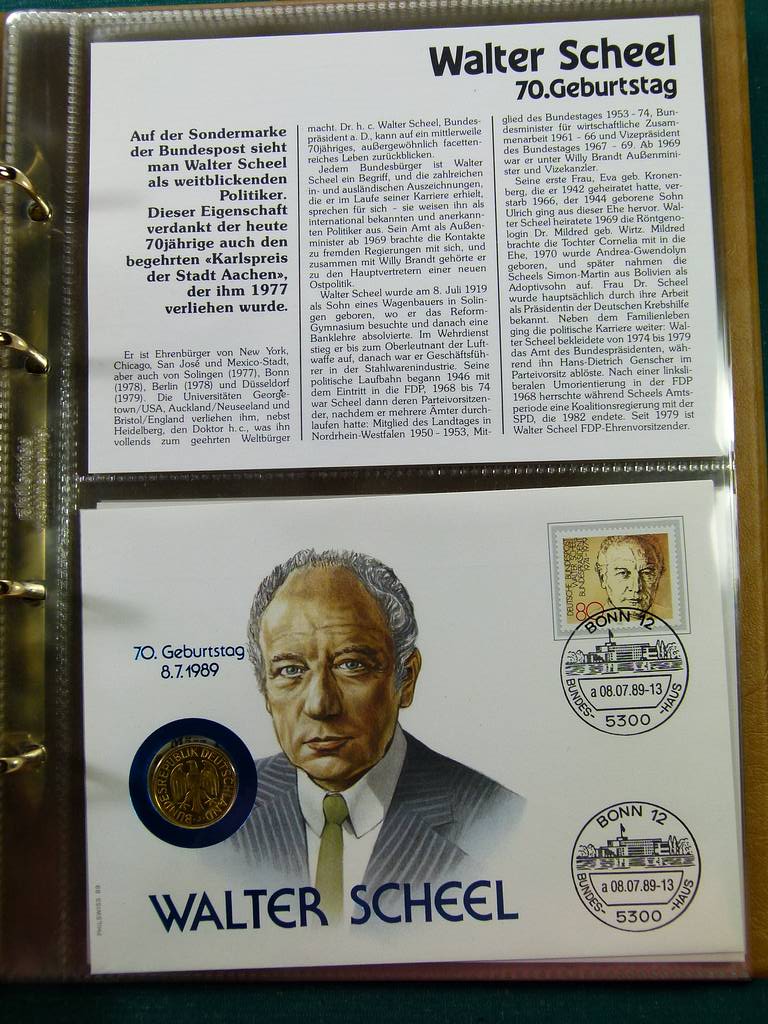 Walter Scheel
70.Geburtstag
Auf der Sondermarke
der Bundespost sieht
man Walter Scheel
als weitblickenden
Politiker.
Dieser Eigenschaft
verdankt der heute
70jährige auch den
begehrten «Karlspreis
der Stadt Aachen»,
der ihm 1977
verliehen wurde.
Er ist Ehrenbürger von New York,
Chicago, San José und Mexico-Stadt,
aber auch von Solingen (1977), Bonn
(1978), Berlin (1978) und Düsseldorf
(1979). Die Universitäten George-
town/USA, Auckland/Neuseeland und
Bristol/England verliehen ihm, nebst
Heidelberg, den Doktor h. c., was ihn
vollends zum geehrten Weltbürger
macht. Dr. h. c. Walter Scheel, Bundes-
präsident a. D., kann auf ein mittlerweile
70jähriges, außergewöhnlich facetten-
reiches Leben zurückblicken.
Jedem Bundesbürger ist Walter
Scheel ein Begriff, und die zahlreichen
in- und ausländischen Auszeichnungen,
die er im Laufe seiner Karriere erhielt,
sprechen für sich – sie weisen ihn als
international bekannten und anerkann-
ten Politiker aus. Sein Amt als Außen-
minister ab 1969 brachte die Kontakte
zu fremden Regierungen mit sich, und
zusammen mit Willy Brandt gehörte er
zu den Hauptvertretern einer neuen
Ostpolitik.
Walter Scheel wurde am 8. Juli 1919
als Sohn eines Wagenbauers in Solin-
gen geboren, wo er das Reform-
Gymnasium besuchte und danach eine
Banklehre absolvierte. Im Wehrdienst
stieg er bis zum Oberleutnant der Luft-
waffe auf, danach war er Geschäftsfüh-
rer in der Stahlwarenindustrie. Seine
politische Laufbahn begann 1946 mit
dem Eintritt in die FDP, 1968 bis 74
war Scheel dann deren Parteivorsitzen-
der, nachdem er mehrere Ämter durch-
laufen hatte: Mitglied des Landtages in
Nordrhein-Westfalen 1950 - 1953, Mit-
glied des Bundestages 1953 - 74, Bun-
desminister für wirtschaftliche Zusam-
menarbeit 1961 - 66 und Vizepräsident
des Bundestages 1967 - 69. Ab 1969
war er unter Willy Brandt Außenmini-
ster und Vizekanzler.
Seine erste Frau, Eva geb. Kronen-
berg, die er 1942 geheiratet hatte, ver-
starb 1966, der 1944 geborene Sohn
Ulrich ging aus dieser Ehe hervor. Wal-
ter Scheel heiratete 1969 die Röntgeno-
login Dr. Mildred geb. Wirtz. Mildred
brachte die Tochter Cornelia mit in die
Ehe, 1970 wurde Andrea-Gwendolyn
geboren, und später nahmen die
Scheels Simon-Martin aus Bolivien als
Adoptivsohn auf. Frau Dr. Scheel
wurde hauptsächlich durch ihre Arbeit
als Präsidentin der Deutschen Krebshilfe
bekannt. Neben dem Familienleben
ging die politische Karriere weiter: Wal-
ter Scheel bekleidete von 1974 bis 1979
das Amt des Bundespräsidenten, wäh-
rend ihn Hans-Dietrich Genscher im
Parteivorsitz ablöste. Nach einer linksli-
beralen Umorientierung in der FDP
1968 herrschte während Scheels Amts-
periode eine Koalitionsregierung mit der
SPD, die 1982 endete. Seit 1979 ist
Walter Scheel FDP-Ehrenvorsitzender.
DEUTSCHE BUNDESPOST
WALTER SCHEEL
BUNDESPRÄSIDENT
1974-1979
80
BONN 12
a 08.07.89-13
BUNDES-
-HAUS
5300
70. Geburtstag
8.7.1989
BUNDESREPUBLIK DEUTSCHLAND
J
WALTER SCHEEL
BONN 12
a 08.07.89-13
BUNDES-
-HAUS
5300
PHILSWISS 89